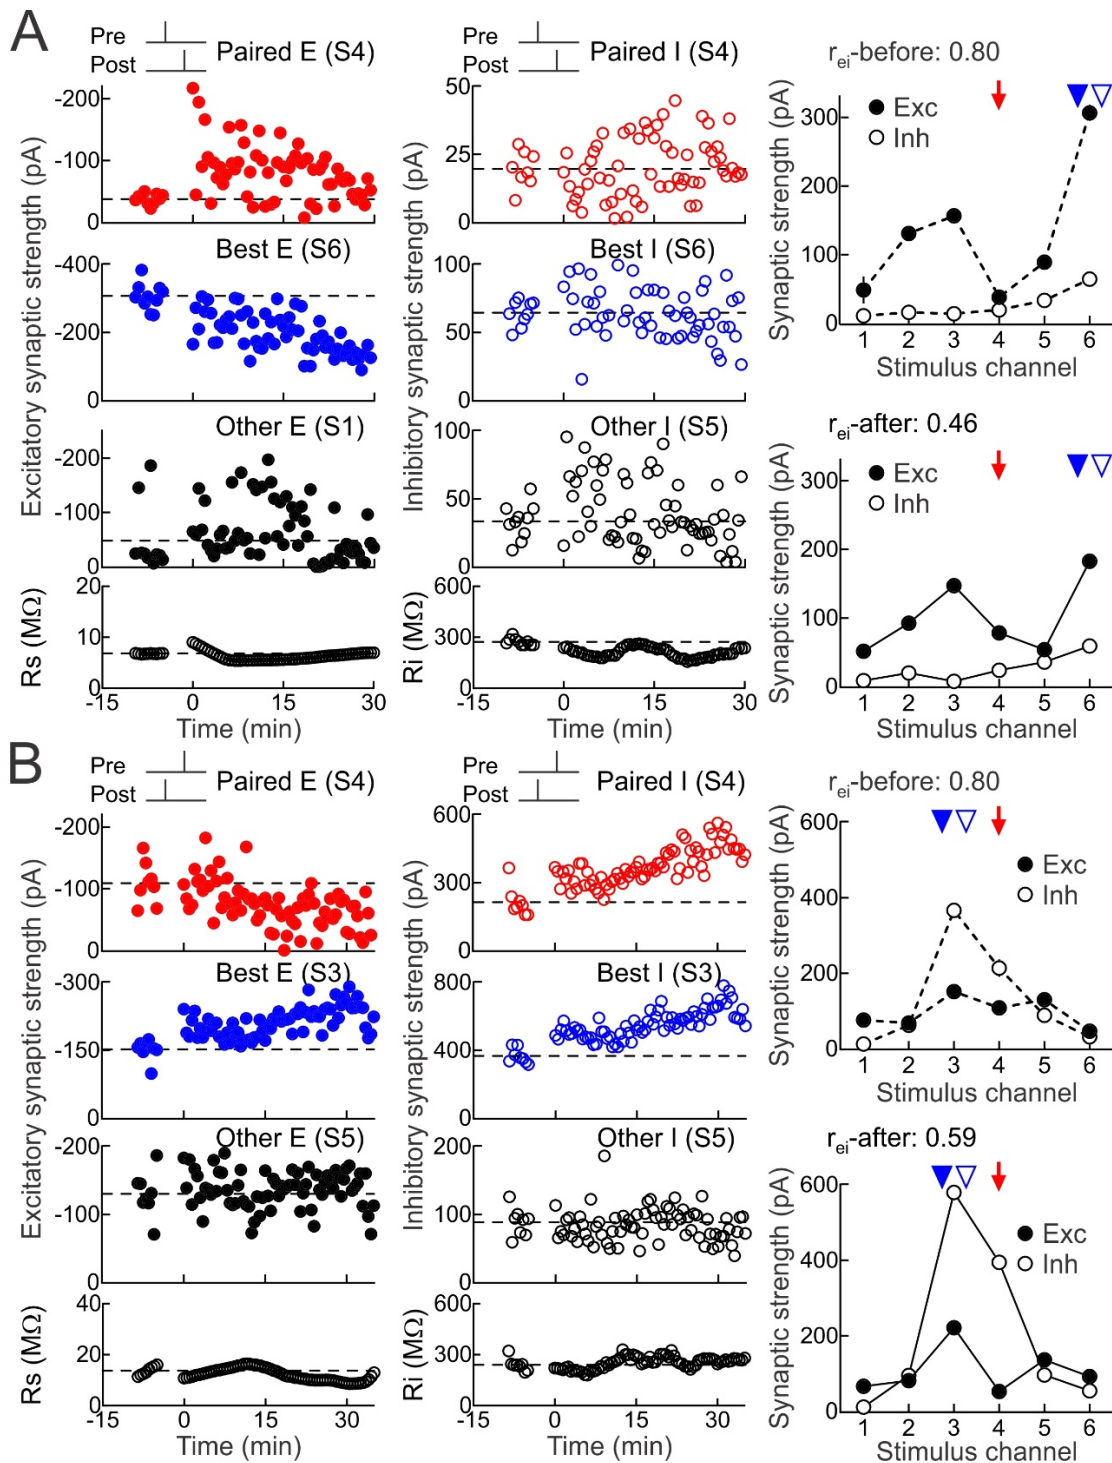 A
Pre
Post
Paired E (S4)
Pre
Post
Paired I (S4)
Excitatory synaptic strength (pA)
-200
-100
0
Best E (S6)
-400
-200
0
Other E (S1)
-200
-100
0
Rs (MΩ)
20
10
0
-15
0
15
30
Time (min)
Inhibitory synaptic strength (pA)
50
25
0
Best I (S6)
100
50
0
Other I (S5)
100
50
0
Ri (MΩ)
600
300
0
-15
0
15
30
Time (min)
rei-before: 0.80
Exc
Inh
Synaptic strength (pA)
300
200
100
0
1 2 3 4 5 6
Stimulus channel
rei-after: 0.46
Exc
Inh
Synaptic strength (pA)
300
200
100
0
1 2 3 4 5 6
Stimulus channel
B
Pre
Post
Paired E (S4)
Pre
Post
Paired I (S4)
Excitatory synaptic strength (pA)
-200
-100
0
Best E (S3)
-300
-150
0
Other E (S5)
-200
-100
0
Rs (MΩ)
40
20
0
-15
0
15
30
Time (min)
Inhibitory synaptic strength (pA)
600
300
0
Best I (S3)
800
400
0
Other I (S5)
200
100
0
Ri (MΩ)
600
300
0
-15
0
15
30
Time (min)
rei-before: 0.80
Exc
Inh
Synaptic strength (pA)
600
400
200
0
1 2 3 4 5 6
Stimulus channel
rei-after: 0.59
Exc
Inh
Synaptic strength (pA)
600
400
200
0
1 2 3 4 5 6
Stimulus channel